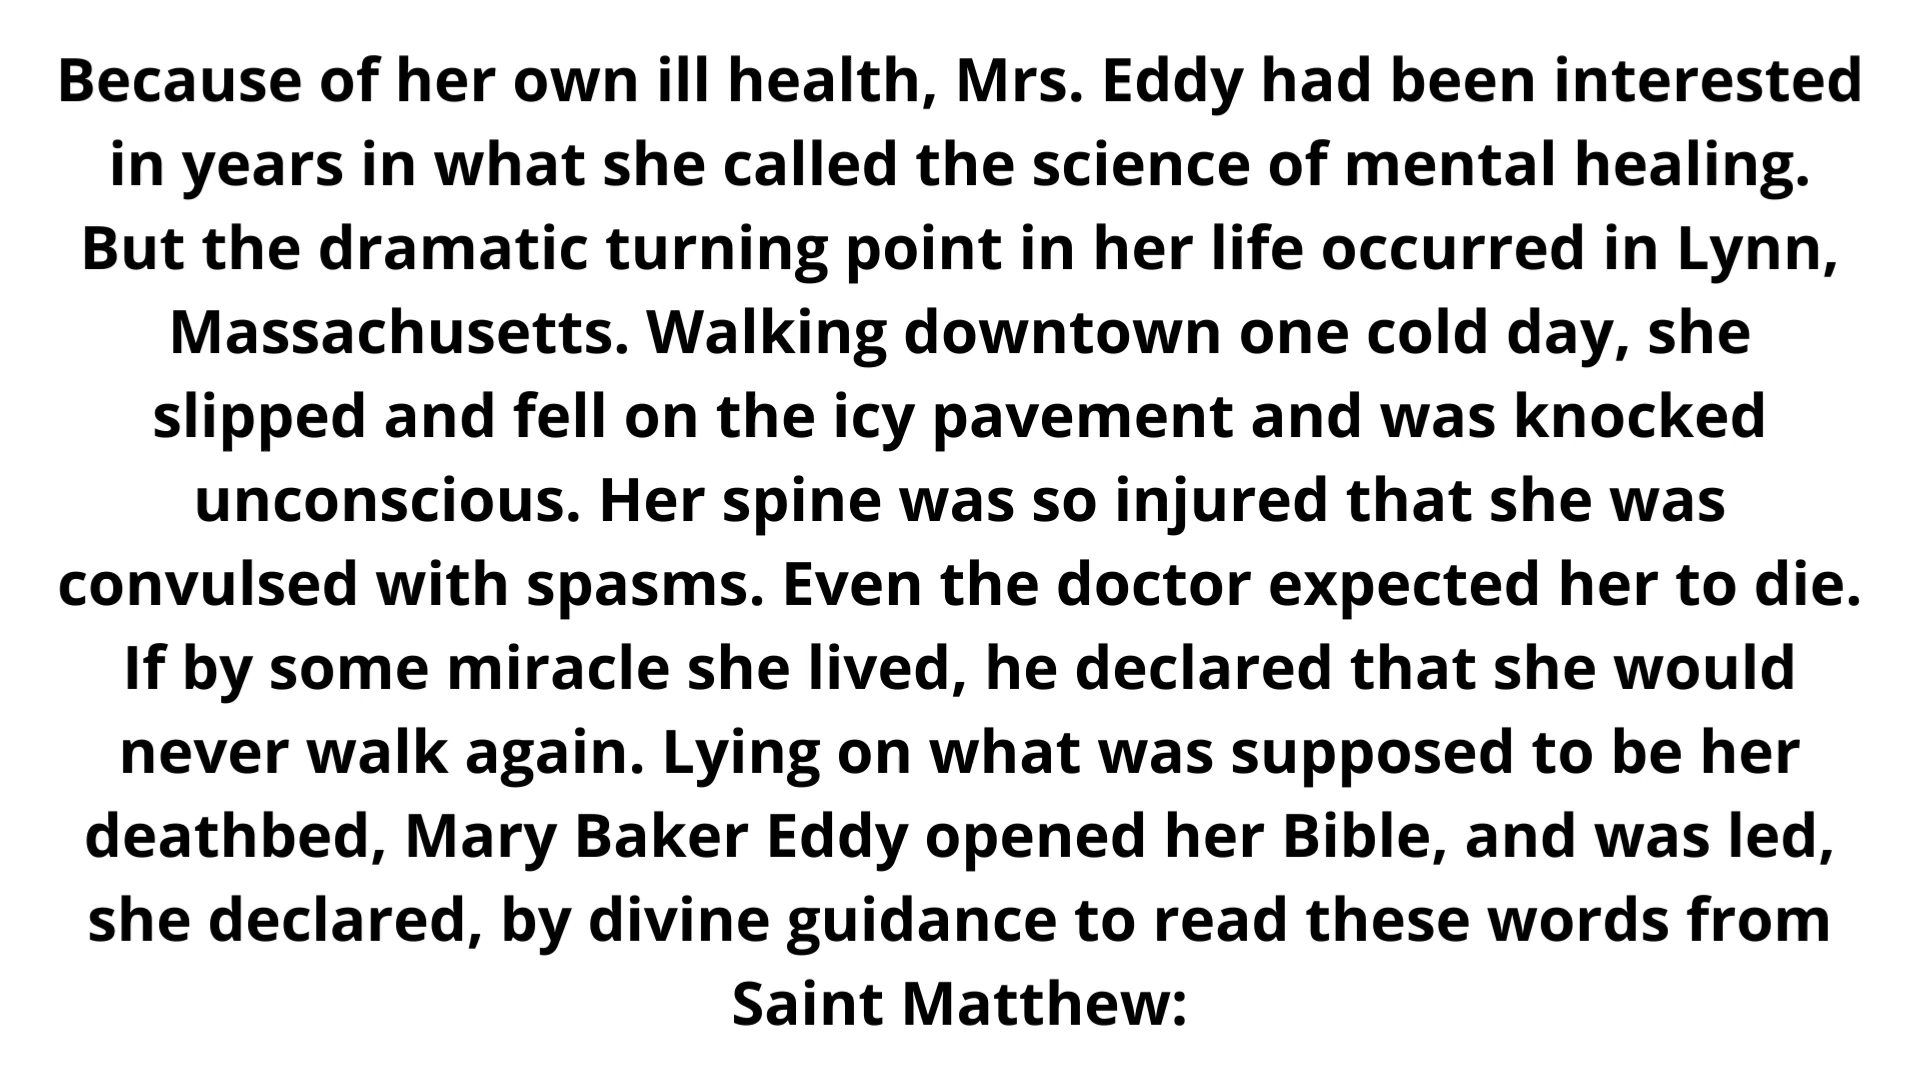 Because of her own ill health, Mrs. Eddy had been interested
in years in what she called the science of mental healing.
But the dramatic turning point in her life occurred in Lynn,
Massachusetts. Walking downtown one cold day, she
slipped and fell on the icy pavement and was knocked
unconscious. Her spine was so injured that she was
convulsed with spasms. Even the doctor expected her to die.
If by some miracle she lived, he declared that she would
never walk again. Lying on what was supposed to be her
deathbed, Mary Baker Eddy opened her Bible, and was led,
she declared, by divine guidance to read these words from
Saint Matthew: